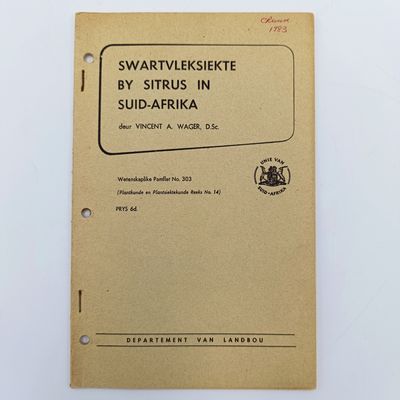 1783
SWARTVLEKSIEKTE
BY SITRUS IN
SUID-AFRIKA
deur VINCENT A. WAGER, D.Sc.
Wetenskaplike Pamflet No. 303
(Plantkunde en Plantsiektekunde Reeks No. 14)
PRYS 6d.
UNIE VAN
SUID-AFRIKA
DEPARTEMENT VAN LANDBOU